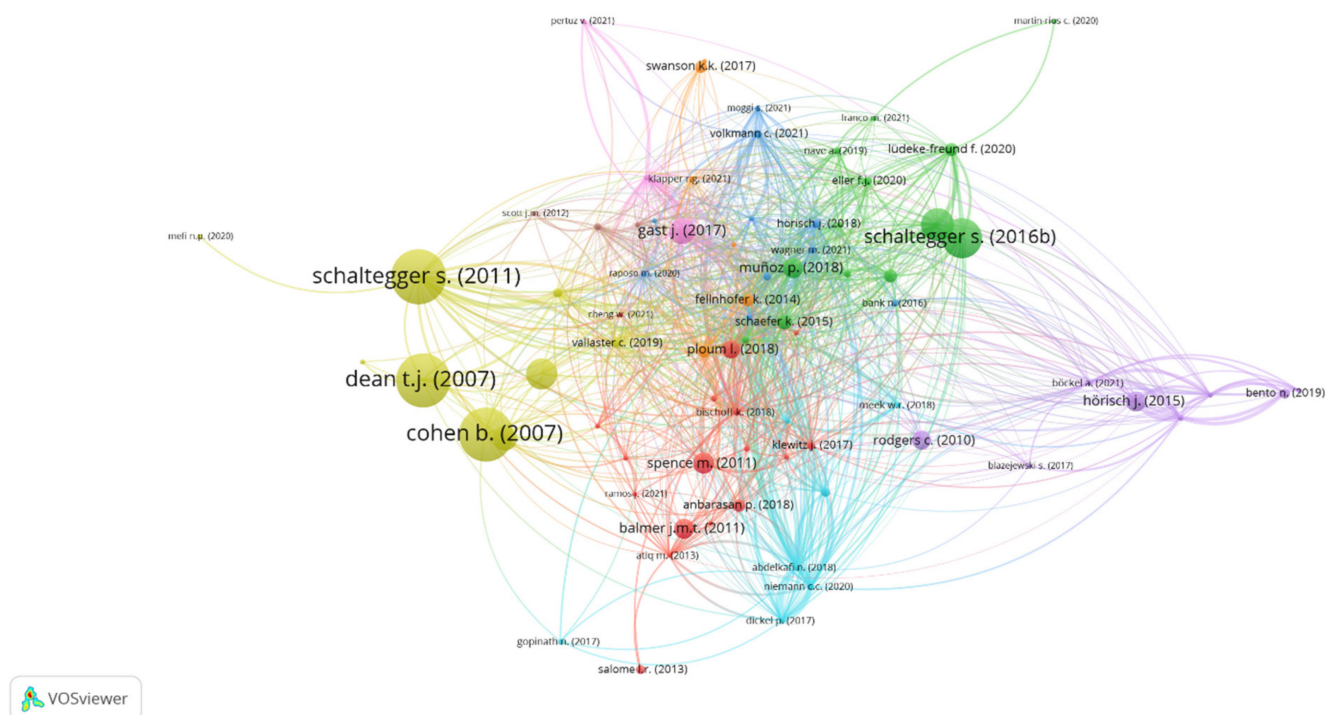 pertuz v. (2021)
martin-rios c. (2020)
swanson k.k. (2017)
moggi s. (2021)
franco m. (2021)
volkmann c. (2021)
nave a. (2019)
lüdeke-freund f. (2020)
klapper r.g. (2021)
eller f.j. (2020)
scott j.m. (2012)
hörisch j. (2018)
gast j. (2017)
mefi n.p. (2020)
schaltegger s. (2016b)
wagner m. (2021)
muñoz p. (2018)
schaltegger s. (2011)
raposo m. (2020)
fellnhofer k. (2014)
bank n. (2016)
cheng w. (2021)
schaefer k. (2015)
vallaster c. (2019)
ploum l. (2018)
dean t.j. (2007)
böckel a. (2021)
bento n. (2019)
hörisch j. (2015)
meek w.r. (2018)
bischoff k. (2018)
cohen b. (2007)
klewitz j. (2017)
rodgers c. (2010)
spence m. (2011)
blazejewski s. (2017)
ramos j. (2021)
anbarasan p. (2018)
balmer j.m.t. (2011)
atiq m. (2013)
abdelkafi n. (2018)
niemann c.c. (2020)
dickel p. (2017)
gopinath n. (2017)
salome l.r. (2013)
VOSviewer